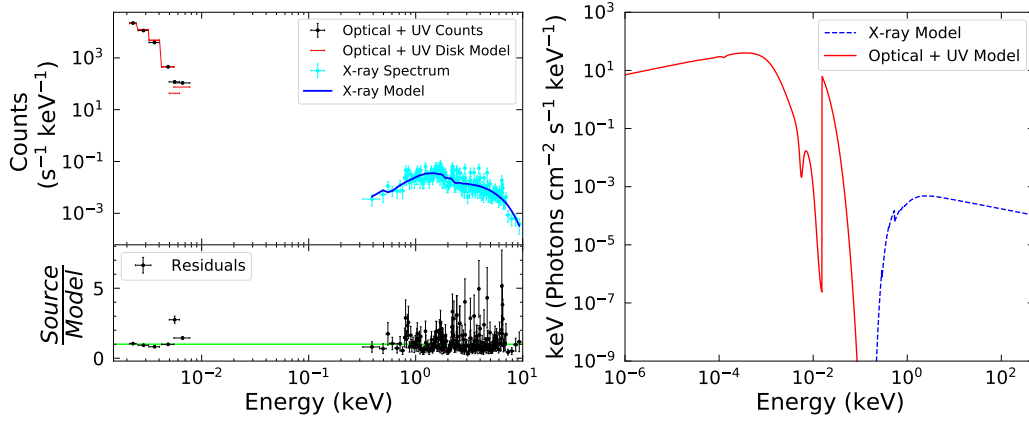 Counts
(s⁻¹ keV⁻¹)
10³
10¹
10⁻¹
10⁻³
Optical + UV Counts
Optical + UV Disk Model
X-ray Spectrum
X-ray Model
Source
Model
5
0
Residuals
10⁻² 10⁻¹ 10⁰ 10¹
Energy (keV)
keV (Photons cm⁻² s⁻¹ keV⁻¹)
10³
10¹
10⁻¹
10⁻³
10⁻⁵
10⁻⁷
10⁻⁹
X-ray Model
Optical + UV Model
10⁻⁶ 10⁻⁴ 10⁻² 10⁰ 10²
Energy (keV)